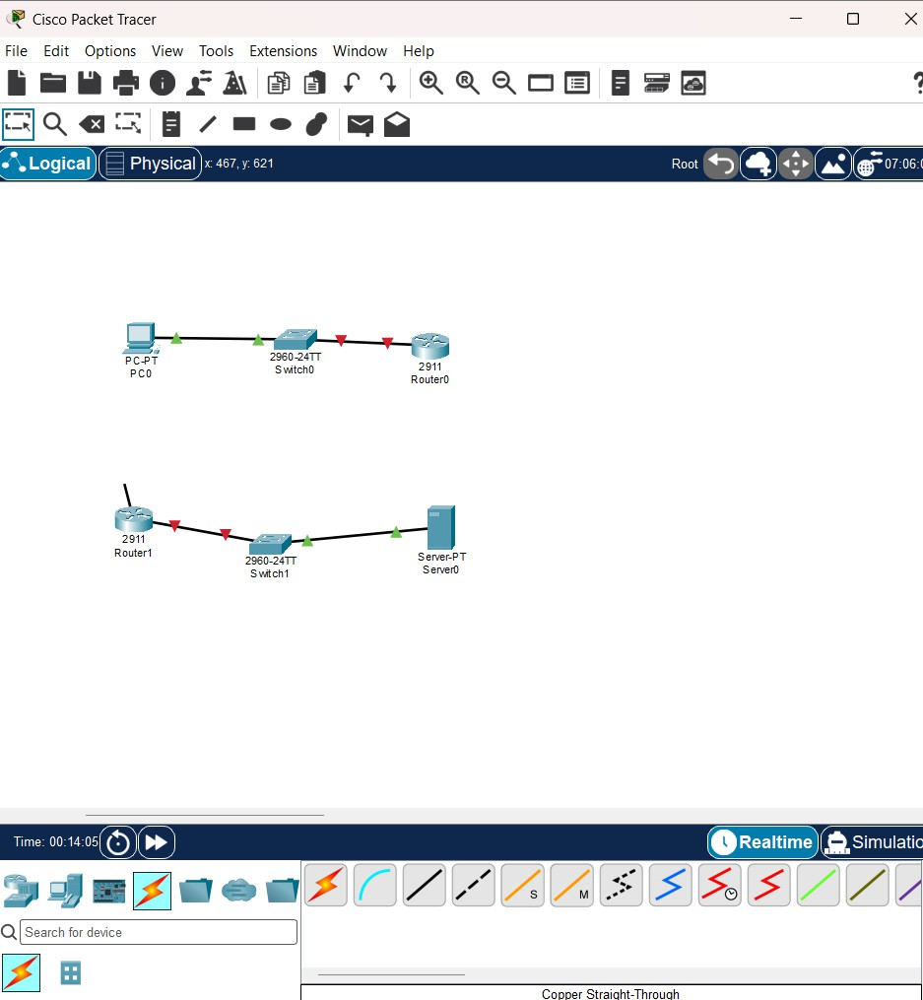 Cisco Packet Tracer
File Edit Options View Tools Extensions Window Help
Logical Physical x: 467, y: 621 Root 07:06:0
PC-PT
PC0
2960-24TT
Switch0
2911
Router0
2911
Router1
2960-24TT
Switch1
Server-PT
Server0
Time: 00:14:05 Realtime Simulatio
S M
Search for device
Copper Straight-Through